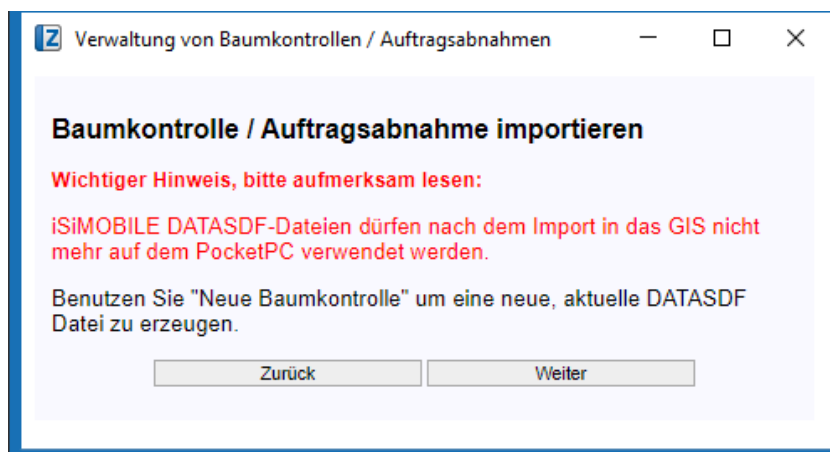 Z Verwaltung von Baumkontrollen / Auftragsabnahmen
Baumkontrolle / Auftragsabnahme importieren
Wichtiger Hinweis, bitte aufmerksam lesen:
iSiMOBILE DATASDF-Dateien dürfen nach dem Import in das GIS nicht
mehr auf dem PocketPC verwendet werden.
Benutzen Sie "Neue Baumkontrolle" um eine neue, aktuelle DATASDF
Datei zu erzeugen.
Zurück Weiter